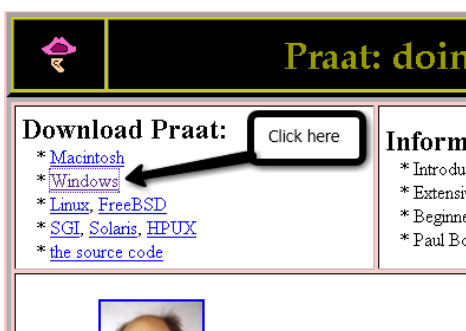 Praat: doin
Download Praat:
Click here
* Macintosh
* Windows
* Linux, FreeBSD
* SGI, Solaris, HPUX
* the source code
Inform
* Introdu
* Extensi
* Beginne
* Paul Bo